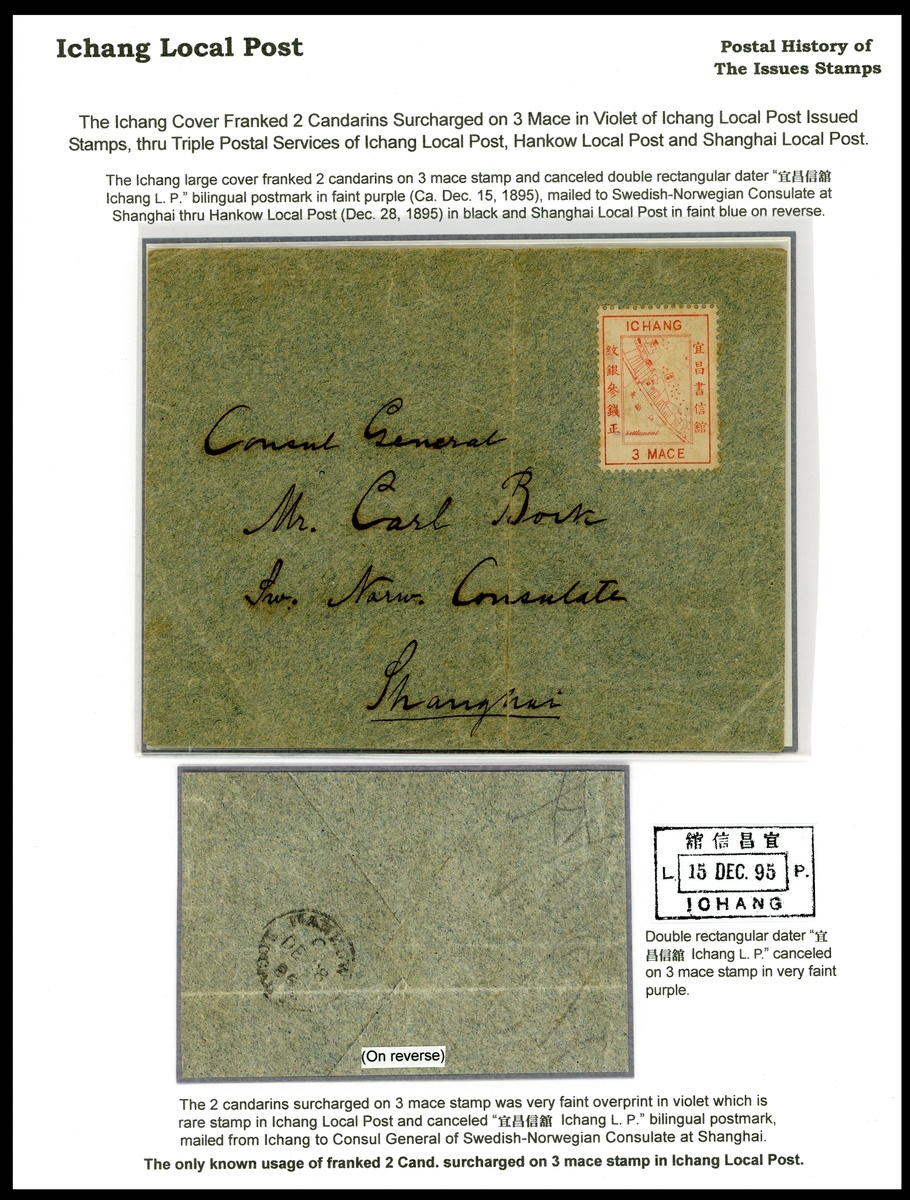 Ichang Local Post
Postal History of
The Issues Stamps
The Ichang Cover Franked 2 Candarins Surcharged on 3 Mace in Violet of Ichang Local Post Issued
Stamps, thru Triple Postal Services of Ichang Local Post, Hankow Local Post and Shanghai Local Post.
The Ichang large cover franked 2 candarins on 3 mace stamp and canceled double rectangular dater “宜昌信舘
Ichang L. P.” bilingual postmark in faint purple (Ca. Dec. 15, 1895), mailed to Swedish-Norwegian Consulate at
Shanghai thru Hankow Local Post (Dec. 28, 1895) in black and Shanghai Local Post in faint blue on reverse.
ICHANG
紋銀參錢正
宜昌書信舘
Settlement
3 MACE
Consul General
Mr. Carl Bock
Sw. Norw. Consulate
Shanghai
HANKOW
DE
(On reverse)
舘信昌宜
L. 15 DEC. 95 P.
ICHANG
Double rectangular dater “宜
昌信舘 Ichang L. P.” canceled
on 3 mace stamp in very faint
purple.
The 2 candarins surcharged on 3 mace stamp was very faint overprint in violet which is
rare stamp in Ichang Local Post and canceled “宜昌信舘 Ichang L. P.” bilingual postmark,
mailed from Ichang to Consul General of Swedish-Norwegian Consulate at Shanghai.
The only known usage of franked 2 Cand. surcharged on 3 mace stamp in Ichang Local Post.